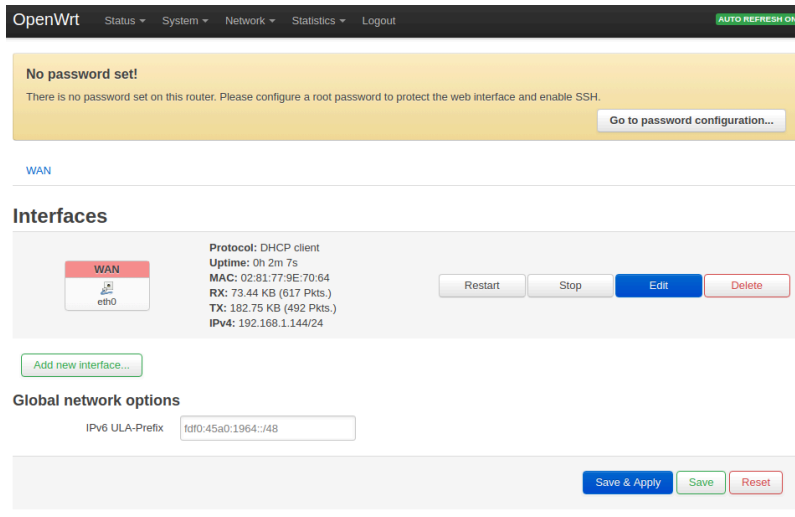 OpenWrt Status System Network Statistics Logout AUTO REFRESH ON
No password set!
There is no password set on this router. Please configure a root password to protect the web interface and enable SSH.
Go to password configuration...
WAN
Interfaces
WAN
eth0
Protocol: DHCP client
Uptime: 0h 2m 7s
MAC: 02:81:77:9E:70:64
RX: 73.44 KB (617 Pkts.)
TX: 182.75 KB (492 Pkts.)
IPv4: 192.168.1.144/24
Restart Stop Edit Delete
Add new interface...
Global network options
IPv6 ULA-Prefix fdf0:45a0:1964::/48
Save & Apply Save Reset